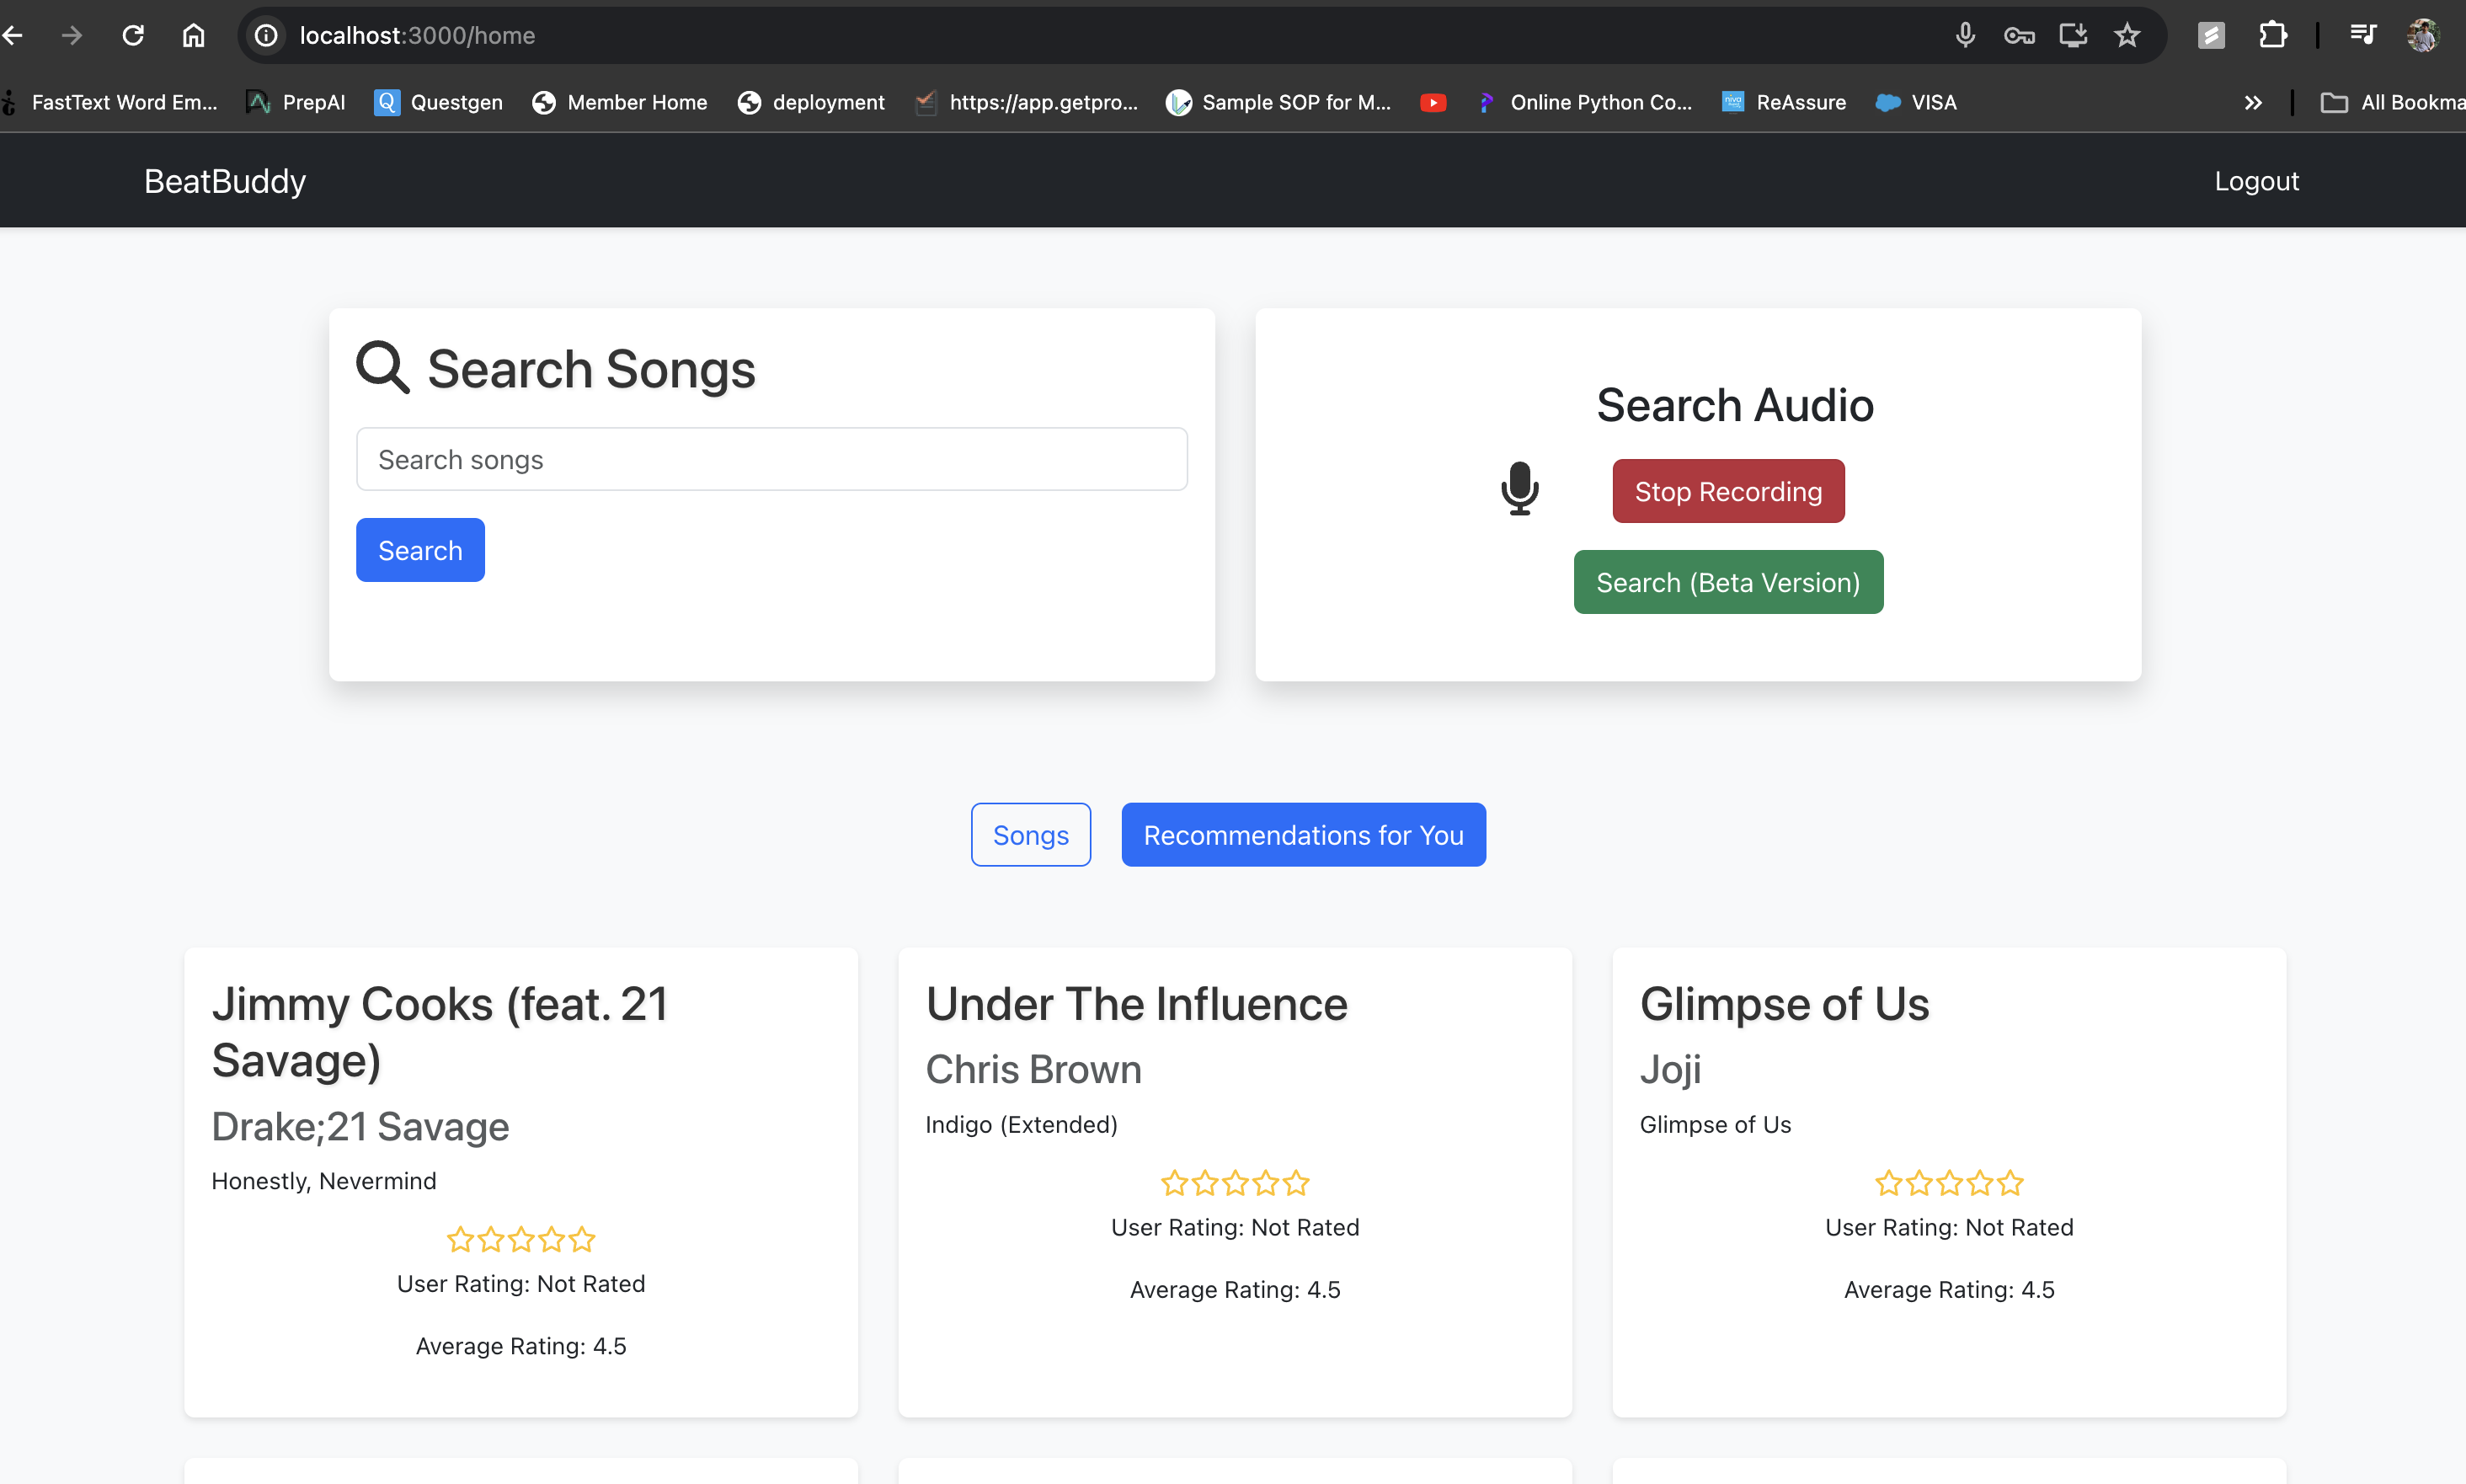 localhost:3000/home
FastText Word Em... PrepAI Questgen Member Home deployment https://app.getpro... Sample SOP for M... Online Python Co... ReAssure VISA » All Bookma
BeatBuddy Logout
Search Songs
Search songs
Search
Search Audio
Stop Recording
Search (Beta Version)
Songs Recommendations for You
Jimmy Cooks (feat. 21
Savage)
Drake;21 Savage
Honestly, Nevermind
User Rating: Not Rated
Average Rating: 4.5
Under The Influence
Chris Brown
Indigo (Extended)
User Rating: Not Rated
Average Rating: 4.5
Glimpse of Us
Joji
Glimpse of Us
User Rating: Not Rated
Average Rating: 4.5